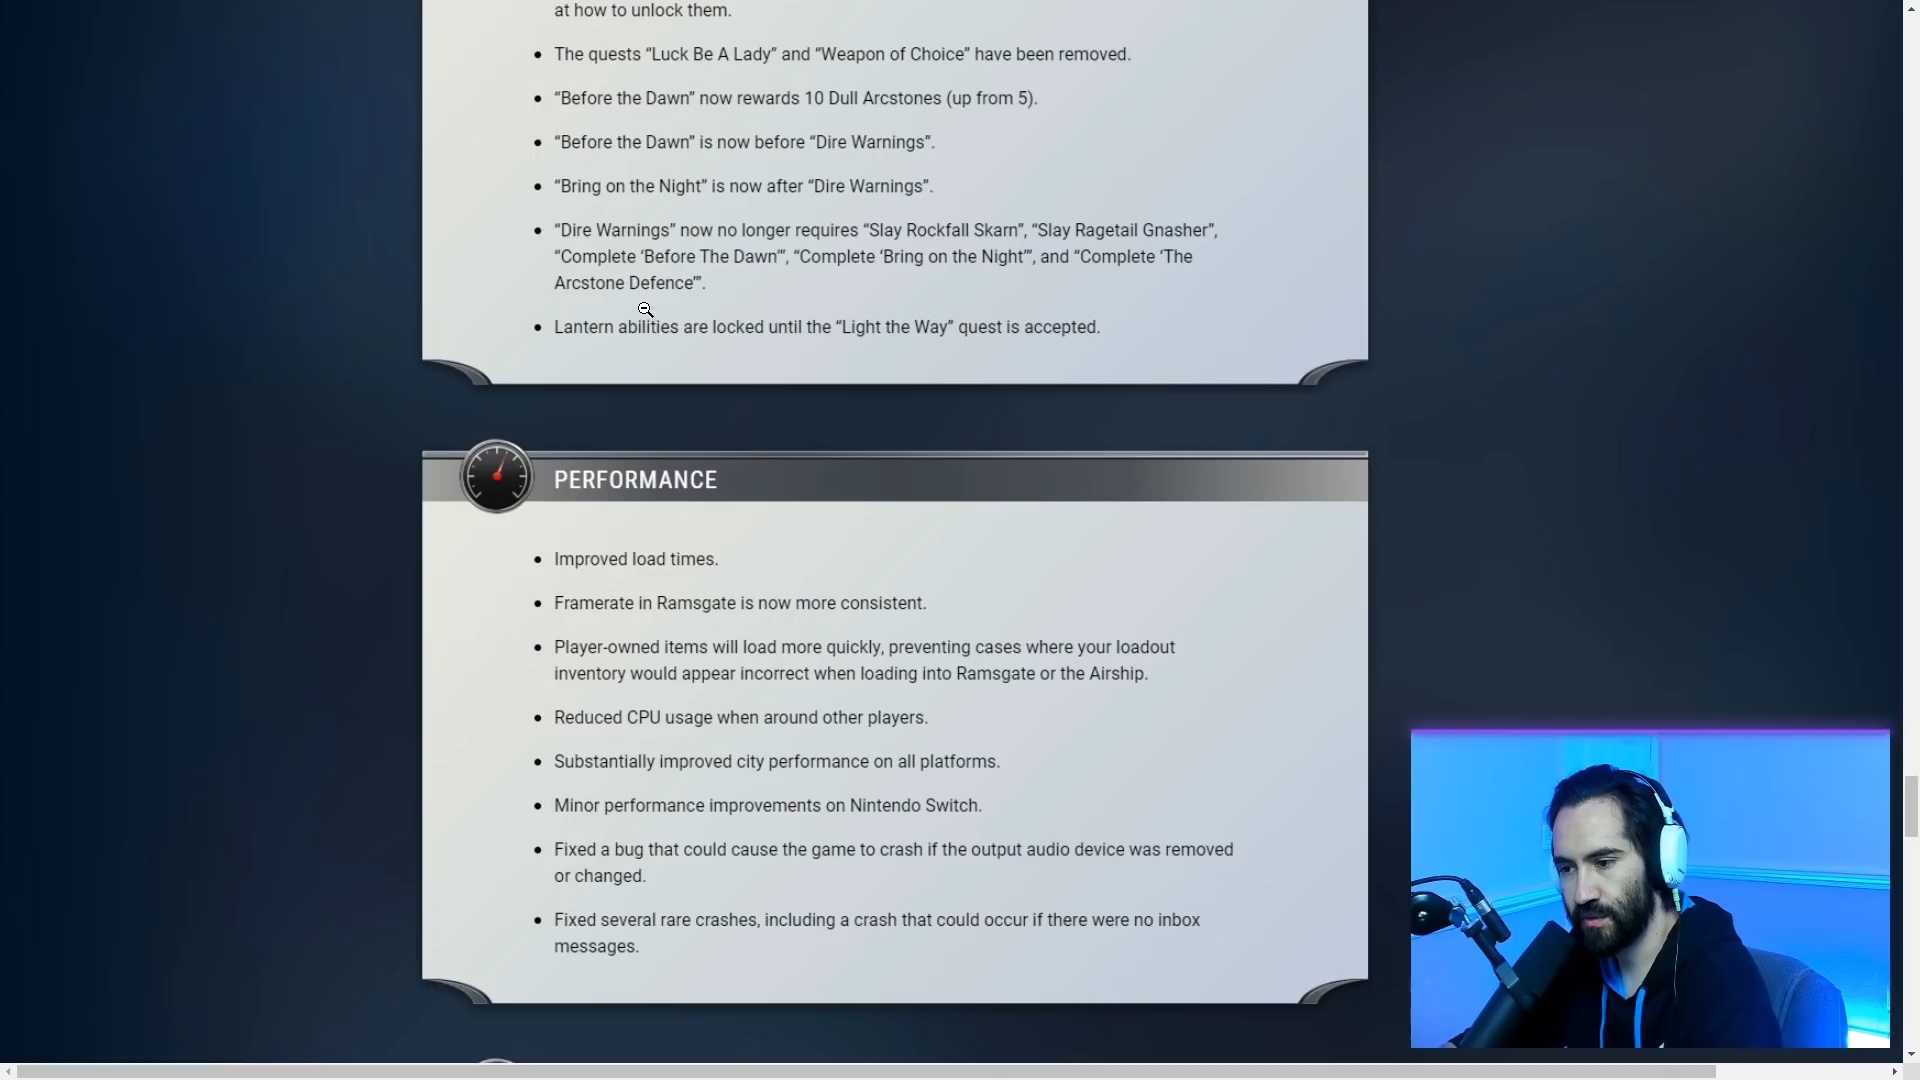 at how to unlock them.
The quests “Luck Be A Lady” and “Weapon of Choice” have been removed.
“Before the Dawn” now rewards 10 Dull Arcstones (up from 5).
“Before the Dawn” is now before “Dire Warnings”.
“Bring on the Night” is now after “Dire Warnings”.
“Dire Warnings” now no longer requires “Slay Rockfall Skarn”, “Slay Ragetail Gnasher”,
“Complete ‘Before The Dawn’”, “Complete ‘Bring on the Night’”, and “Complete ‘The
Arcstone Defence’”.
Lantern abilities are locked until the “Light the Way” quest is accepted.
PERFORMANCE
Improved load times.
Framerate in Ramsgate is now more consistent.
Player-owned items will load more quickly, preventing cases where your loadout
inventory would appear incorrect when loading into Ramsgate or the Airship.
Reduced CPU usage when around other players.
Substantially improved city performance on all platforms.
Minor performance improvements on Nintendo Switch.
Fixed a bug that could cause the game to crash if the output audio device was removed
or changed.
Fixed several rare crashes, including a crash that could occur if there were no inbox
messages.